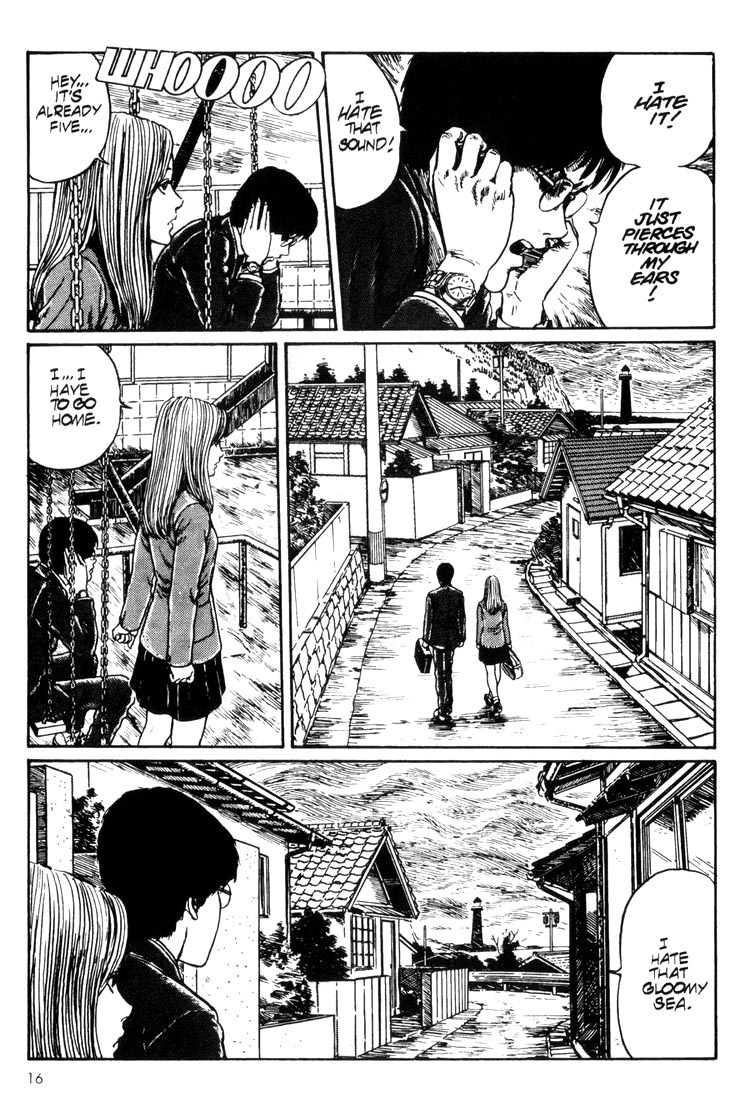 HEY...
IT'S
ALREADY
FIVE...
WHOOOO
I
HATE
THAT
SOUND!
I
HATE
IT!
IT
JUST
PIERCES
THROUGH
MY
EARS
!
I... I
HAVE
TO GO
HOME.
I
HATE
THAT
GLOOMY
SEA.
16